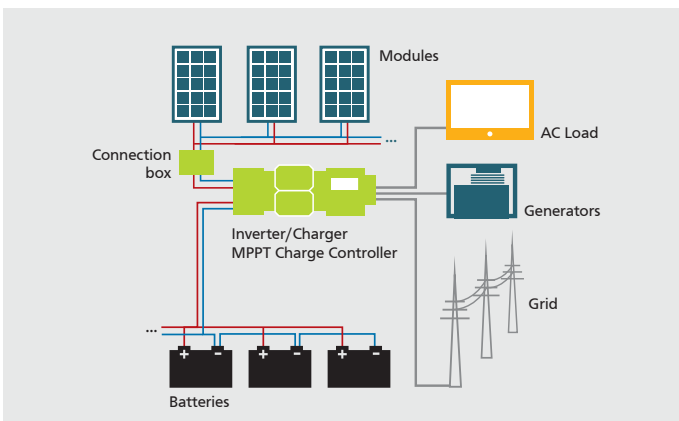 Modules
...
Connection
box
AC Load
Generators
Inverter/Charger
MPPT Charge Controller
Grid
...
+ - + - + -
Batteries